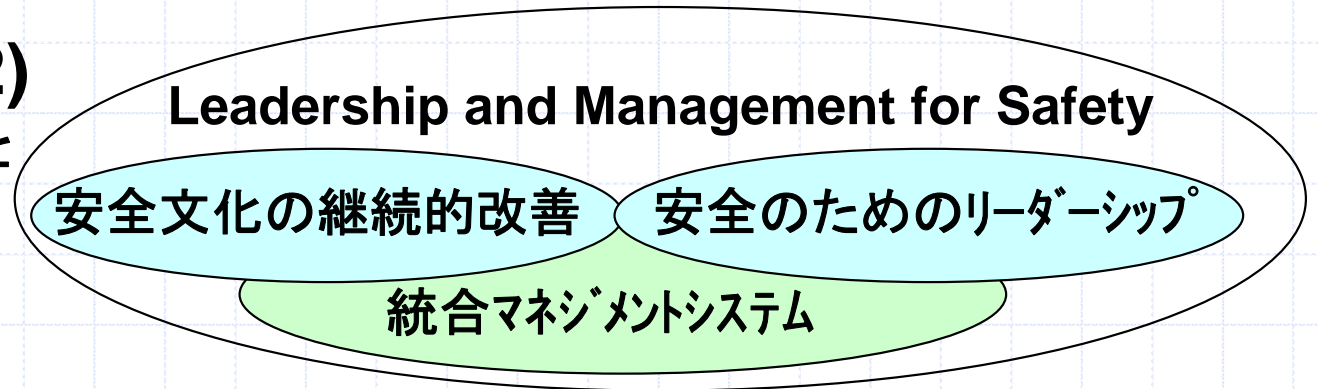 2)
Leadership and Management for Safety
安全文化の継続的改善
安全のためのﾘｰﾀﾞｰｼｯﾌﾟ
統合ﾏﾈｼﾞﾒﾝﾄｼｽﾃﾑ